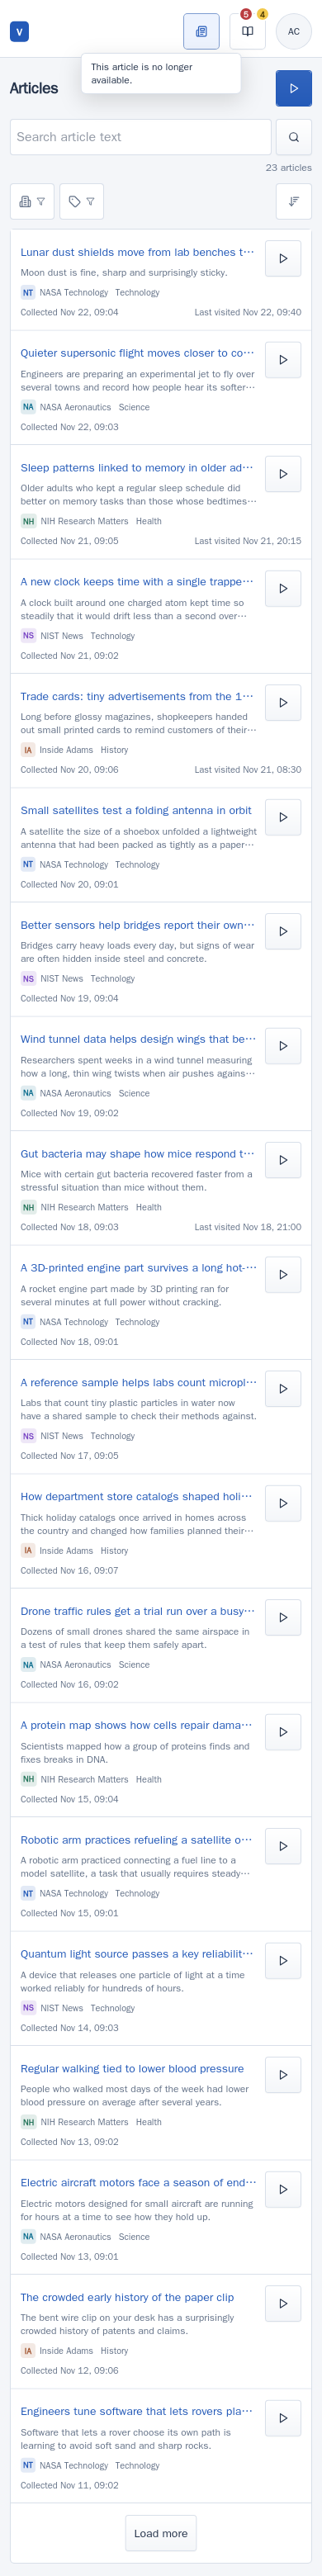 V
5
4
AC
This article is no longer
available.
Articles
Search article text
23 articles
Lunar dust shields move from lab benches t···
Moon dust is fine, sharp and surprisingly sticky.
NT NASA Technology Technology
Collected Nov 22, 09:04 Last visited Nov 22, 09:40
Quieter supersonic flight moves closer to co···
Engineers are preparing an experimental jet to fly over
several towns and record how people hear its softer···
NA NASA Aeronautics Science
Collected Nov 22, 09:03
Sleep patterns linked to memory in older ad···
Older adults who kept a regular sleep schedule did
better on memory tasks than those whose bedtimes···
NH NIH Research Matters Health
Collected Nov 21, 09:05 Last visited Nov 21, 20:15
A new clock keeps time with a single trappe···
A clock built around one charged atom kept time so
steadily that it would drift less than a second over···
NS NIST News Technology
Collected Nov 21, 09:02
Trade cards: tiny advertisements from the 1···
Long before glossy magazines, shopkeepers handed
out small printed cards to remind customers of their···
IA Inside Adams History
Collected Nov 20, 09:06 Last visited Nov 21, 08:30
Small satellites test a folding antenna in orbit
A satellite the size of a shoebox unfolded a lightweight
antenna that had been packed as tightly as a paper···
NT NASA Technology Technology
Collected Nov 20, 09:01
Better sensors help bridges report their own···
Bridges carry heavy loads every day, but signs of wear
are often hidden inside steel and concrete.
NS NIST News Technology
Collected Nov 19, 09:04
Wind tunnel data helps design wings that be···
Researchers spent weeks in a wind tunnel measuring
how a long, thin wing twists when air pushes agains···
NA NASA Aeronautics Science
Collected Nov 19, 09:02
Gut bacteria may shape how mice respond t···
Mice with certain gut bacteria recovered faster from a
stressful situation than mice without them.
NH NIH Research Matters Health
Collected Nov 18, 09:03 Last visited Nov 18, 21:00
A 3D-printed engine part survives a long hot-···
A rocket engine part made by 3D printing ran for
several minutes at full power without cracking.
NT NASA Technology Technology
Collected Nov 18, 09:01
A reference sample helps labs count micropl···
Labs that count tiny plastic particles in water now
have a shared sample to check their methods against.
NS NIST News Technology
Collected Nov 17, 09:05
How department store catalogs shaped holi···
Thick holiday catalogs once arrived in homes across
the country and changed how families planned their···
IA Inside Adams History
Collected Nov 16, 09:07
Drone traffic rules get a trial run over a busy···
Dozens of small drones shared the same airspace in
a test of rules that keep them safely apart.
NA NASA Aeronautics Science
Collected Nov 16, 09:02
A protein map shows how cells repair dama···
Scientists mapped how a group of proteins finds and
fixes breaks in DNA.
NH NIH Research Matters Health
Collected Nov 15, 09:04
Robotic arm practices refueling a satellite o···
A robotic arm practiced connecting a fuel line to a
model satellite, a task that usually requires steady···
NT NASA Technology Technology
Collected Nov 15, 09:01
Quantum light source passes a key reliabilit···
A device that releases one particle of light at a time
worked reliably for hundreds of hours.
NS NIST News Technology
Collected Nov 14, 09:03
Regular walking tied to lower blood pressure
People who walked most days of the week had lower
blood pressure on average after several years.
NH NIH Research Matters Health
Collected Nov 13, 09:02
Electric aircraft motors face a season of end···
Electric motors designed for small aircraft are running
for hours at a time to see how they hold up.
NA NASA Aeronautics Science
Collected Nov 13, 09:01
The crowded early history of the paper clip
The bent wire clip on your desk has a surprisingly
crowded history of patents and claims.
IA Inside Adams History
Collected Nov 12, 09:06
Engineers tune software that lets rovers pla···
Software that lets a rover choose its own path is
learning to avoid soft sand and sharp rocks.
NT NASA Technology Technology
Collected Nov 11, 09:02
Load more